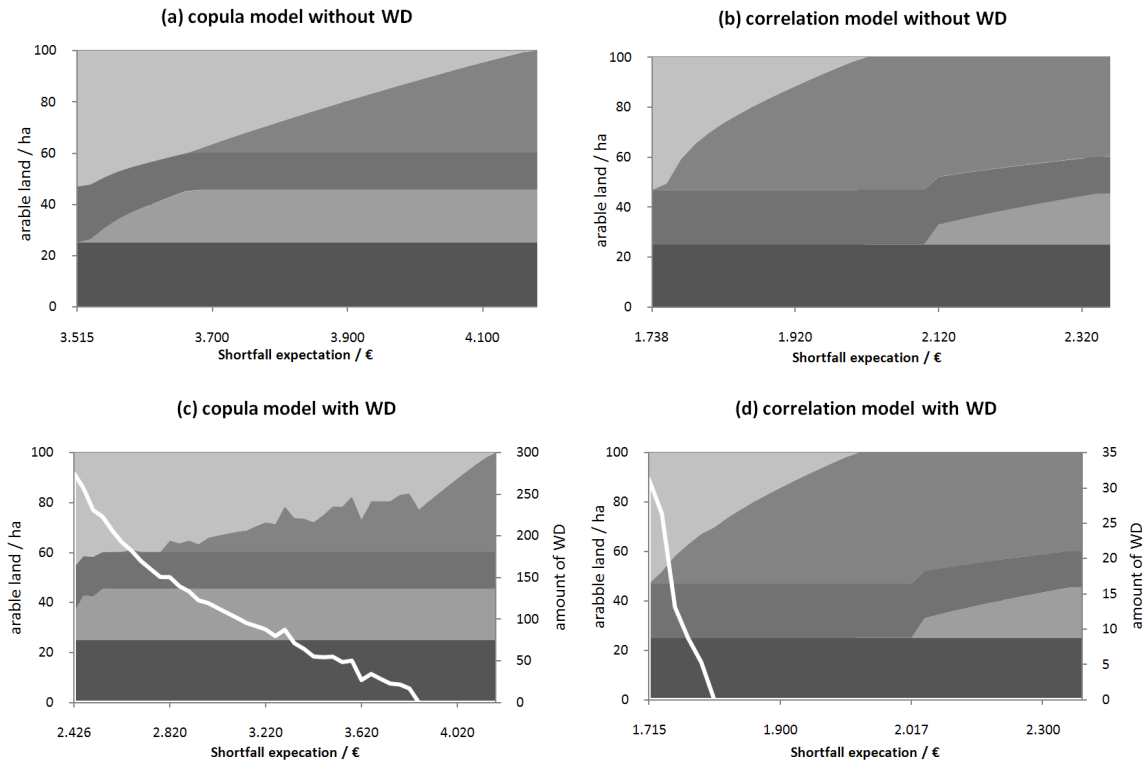 (a) copula model without WD
arable land / ha
100
80
60
40
20
0
3.515 3.700 3.900 4.100
Shortfall expectation / €
(b) correlation model without WD
arable land / ha
100
80
60
40
20
0
1.738 1.920 2.120 2.320
Shortfall expecation / €
(c) copula model with WD
arable land / ha
100
80
60
40
20
0
300
250
200
150
100
50
0
amount of WD
2.426 2.820 3.220 3.620 4.020
Shortfall expecation / €
(d) correlation model with WD
arabble land / ha
100
80
60
40
20
0
35
30
25
20
15
10
5
0
amount of WD
1.715 1.900 2.017 2.300
Shortfall expecation / €